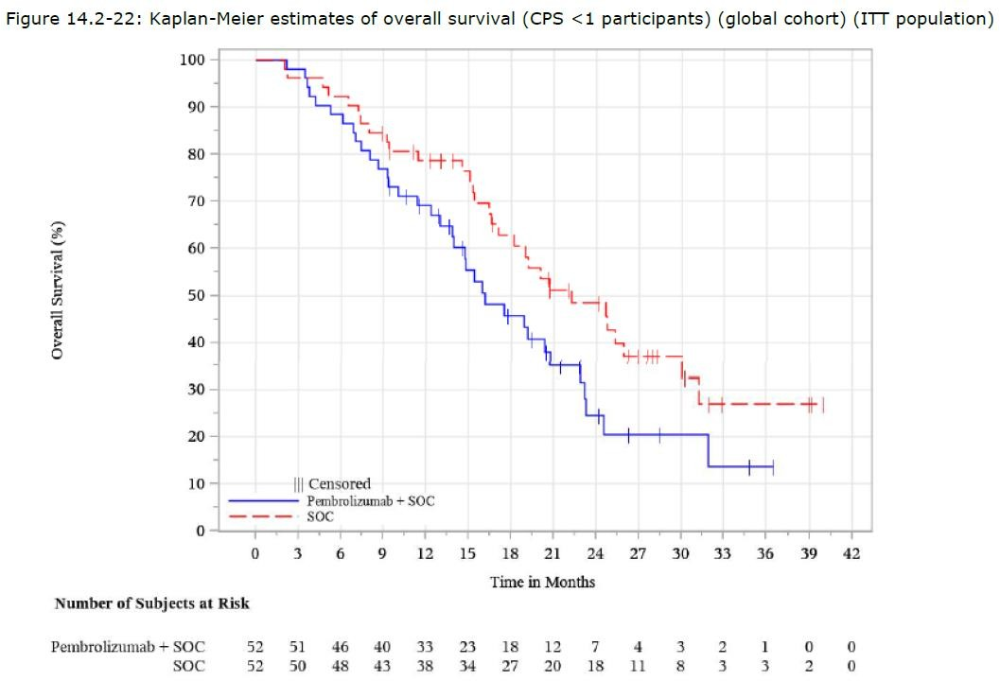 Figure 14.2-22: Kaplan-Meier estimates of overall survival (CPS <1 participants) (global cohort) (ITT population)
100
90
80
70
60
50
40
30
20
10
0
Overall Survival (%)
||| Censored
Pembrolizumab + SOC
SOC
0 3 6 9 12 15 18 21 24 27 30 33 36 39 42
Time in Months
Number of Subjects at Risk
Pembrolizumab + SOC 52 51 46 40 33 23 18 12 7 4 3 2 1 0 0
SOC 52 50 48 43 38 34 27 20 18 11 8 3 3 2 0